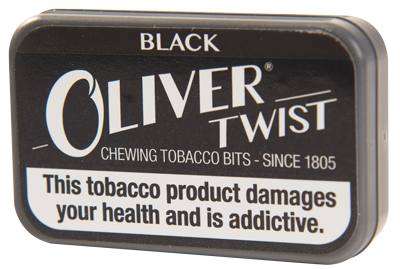 BLACK
OLIVER®
TWIST
CHEWING TOBACCO BITS - SINCE 1805
This tobacco product damages
your health and is addictive.